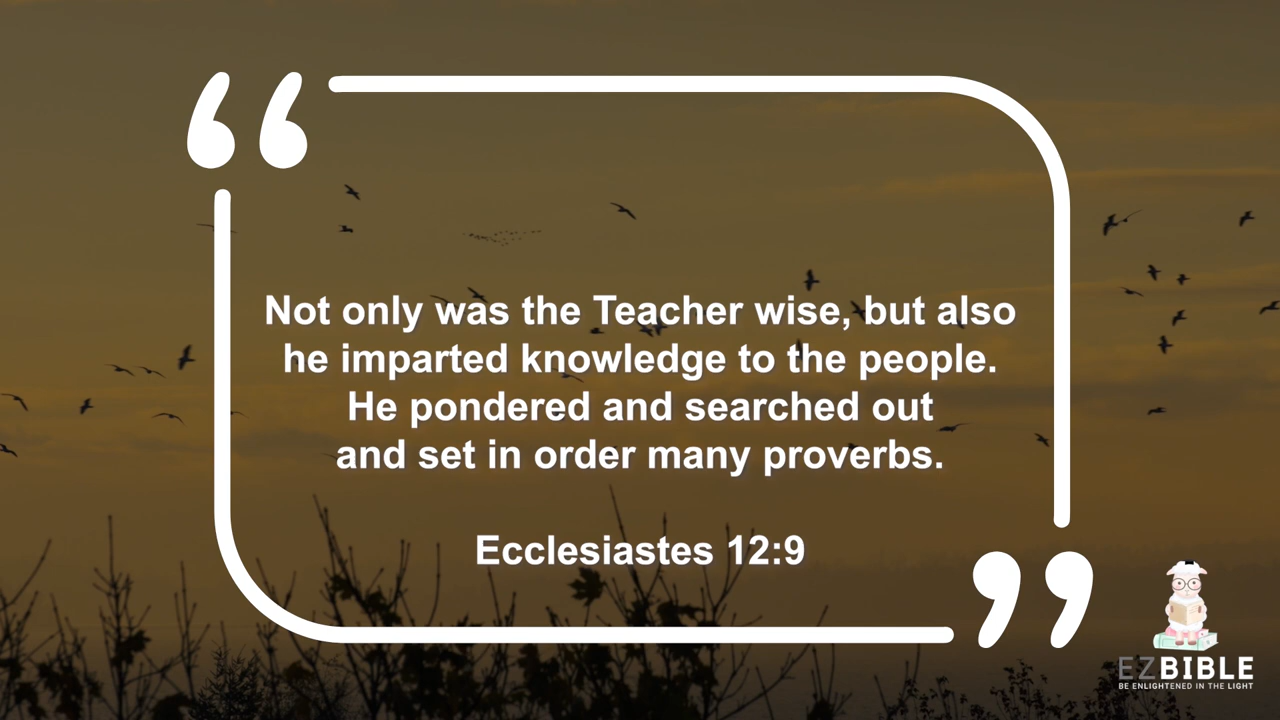 Not only was the Teacher wise, but also
he imparted knowledge to the people.
He pondered and searched out
and set in order many proverbs.
Ecclesiastes 12:9
EZBIBLE
BE ENLIGHTENED IN THE LIGHT